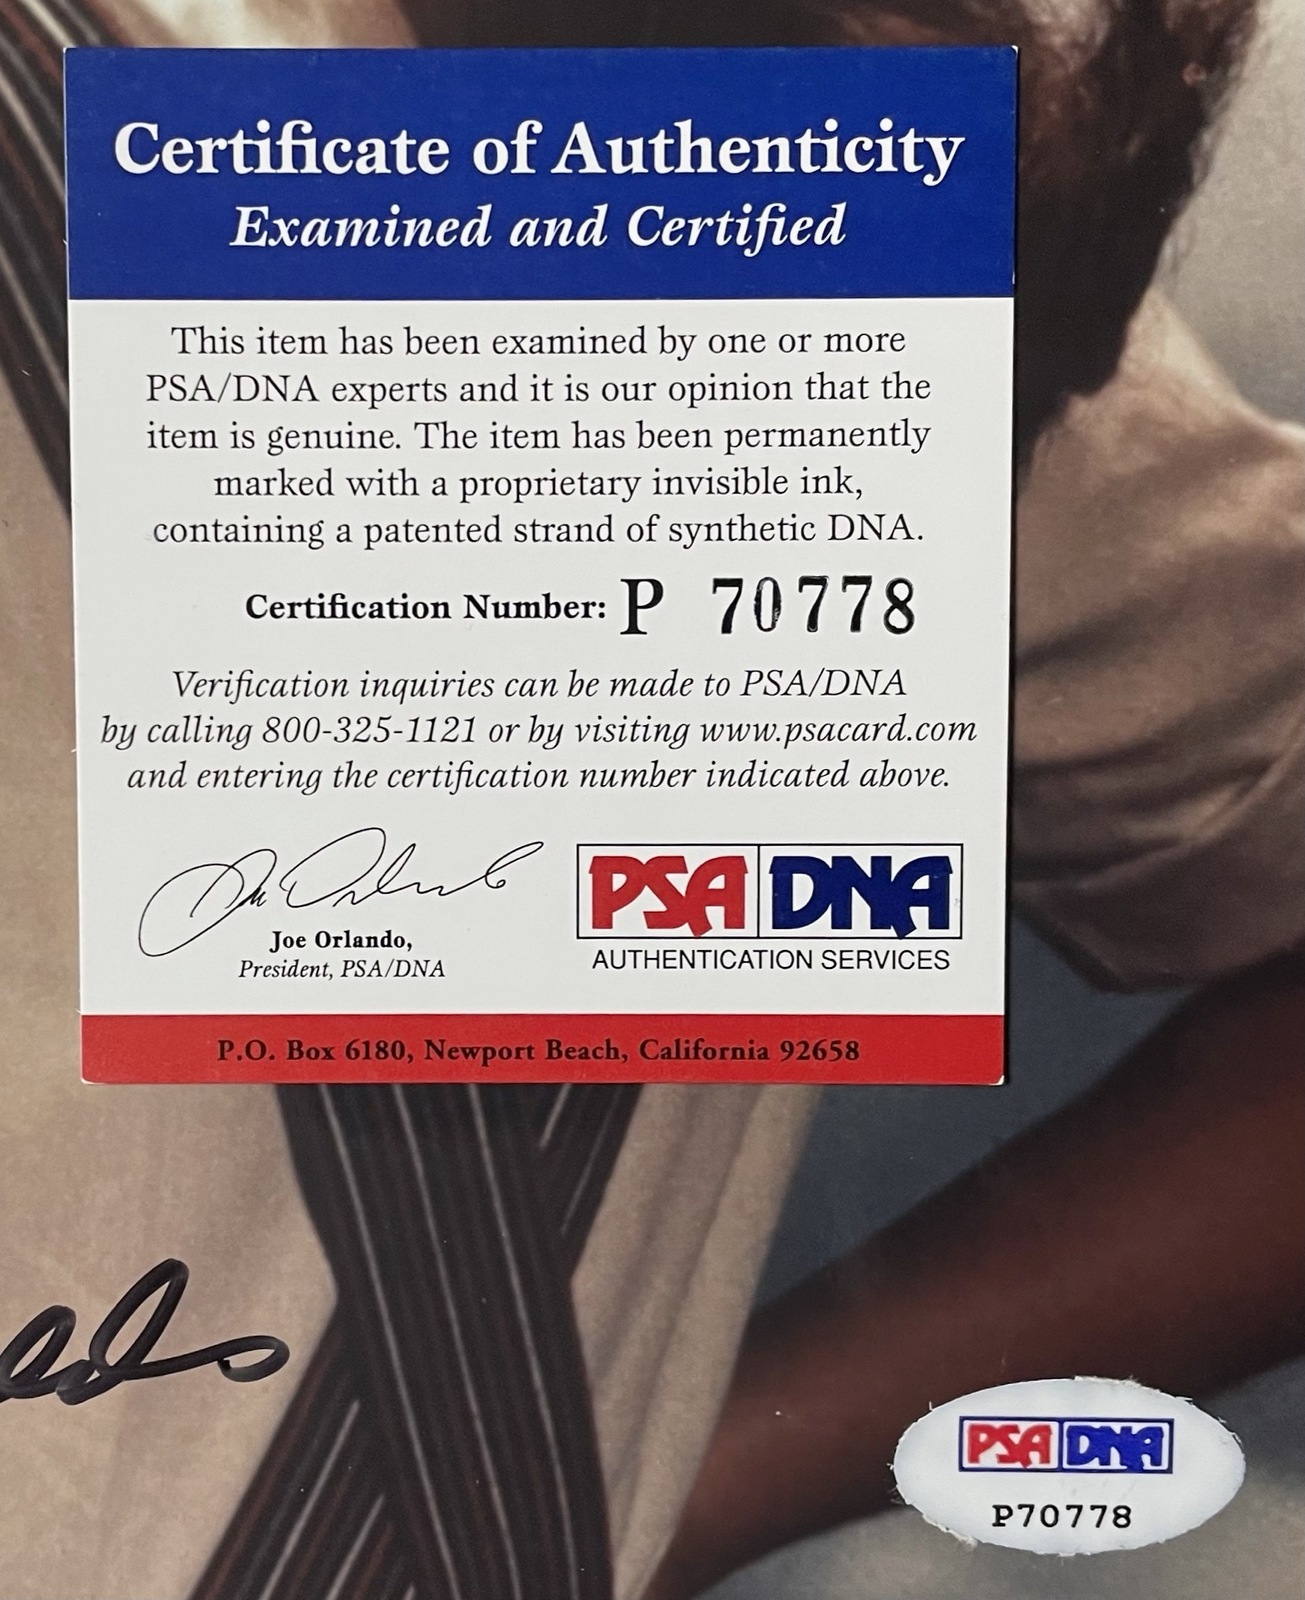 Certificate of Authenticity
Examined and Certified
This item has been examined by one or more
PSA/DNA experts and it is our opinion that the
item is genuine. The item has been permanently
marked with a proprietary invisible ink,
containing a patented strand of synthetic DNA.
Certification Number: P 70778
Verification inquiries can be made to PSA/DNA
by calling 800-325-1121 or by visiting www.psacard.com
and entering the certification number indicated above.
Joe Orlando,
President, PSA/DNA
PSA DNA
AUTHENTICATION SERVICES
P.O. Box 6180, Newport Beach, California 92658
PSA DNA
P70778